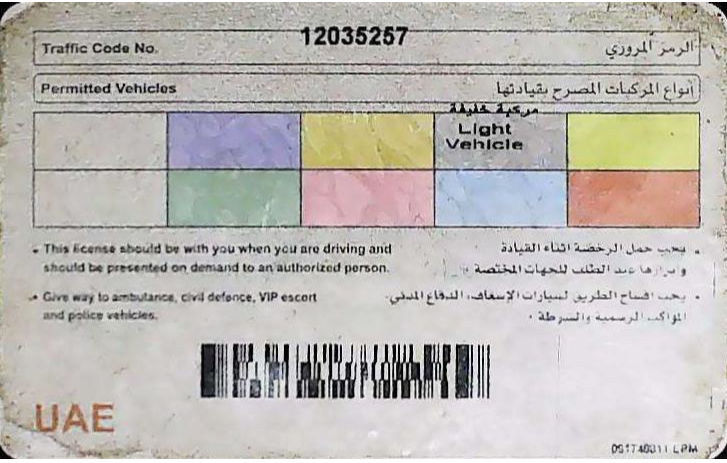 12035257
Traffic Code No. الرمز المروري
Permitted Vehicles أنواع المركبات المصرح بقيادتها
مركبة خفيفة
Light
Vehicle
- This license should be with you when you are driving and
should be presented on demand to an authorized person.
- يجب حمل الرخصة اثناء القيادة
و ابرازها عند الطلب للجهات المختصة .
- Give way to ambulance, civil defence, VIP escort
and police vehicles.
- يجب افساح الطريق لسيارات الإسعاف، الدفاع المدني
المواكب الرسمية والشرطة .
UAE